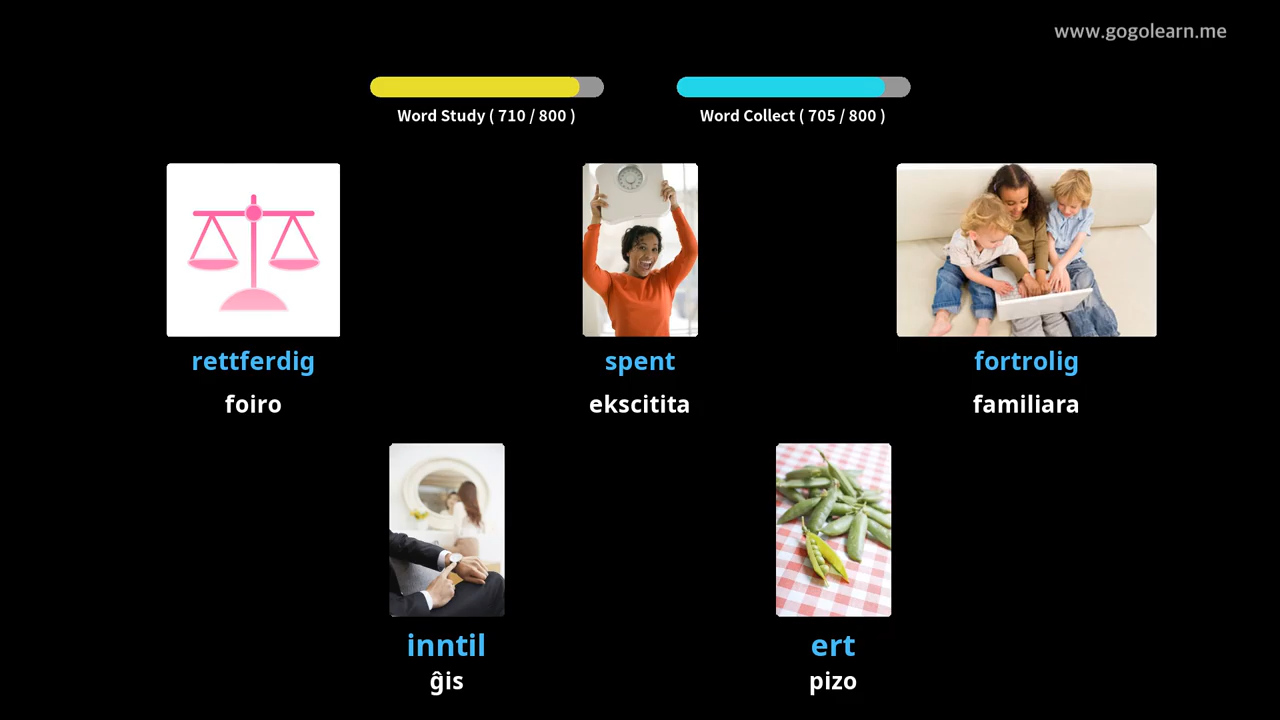 www.gogolearn.me
Word Study ( 710 / 800 )
Word Collect ( 705 / 800 )
rettferdig
spent
fortrolig
foiro
ekscitita
familiara
inntil
ert
ĝis
pizo